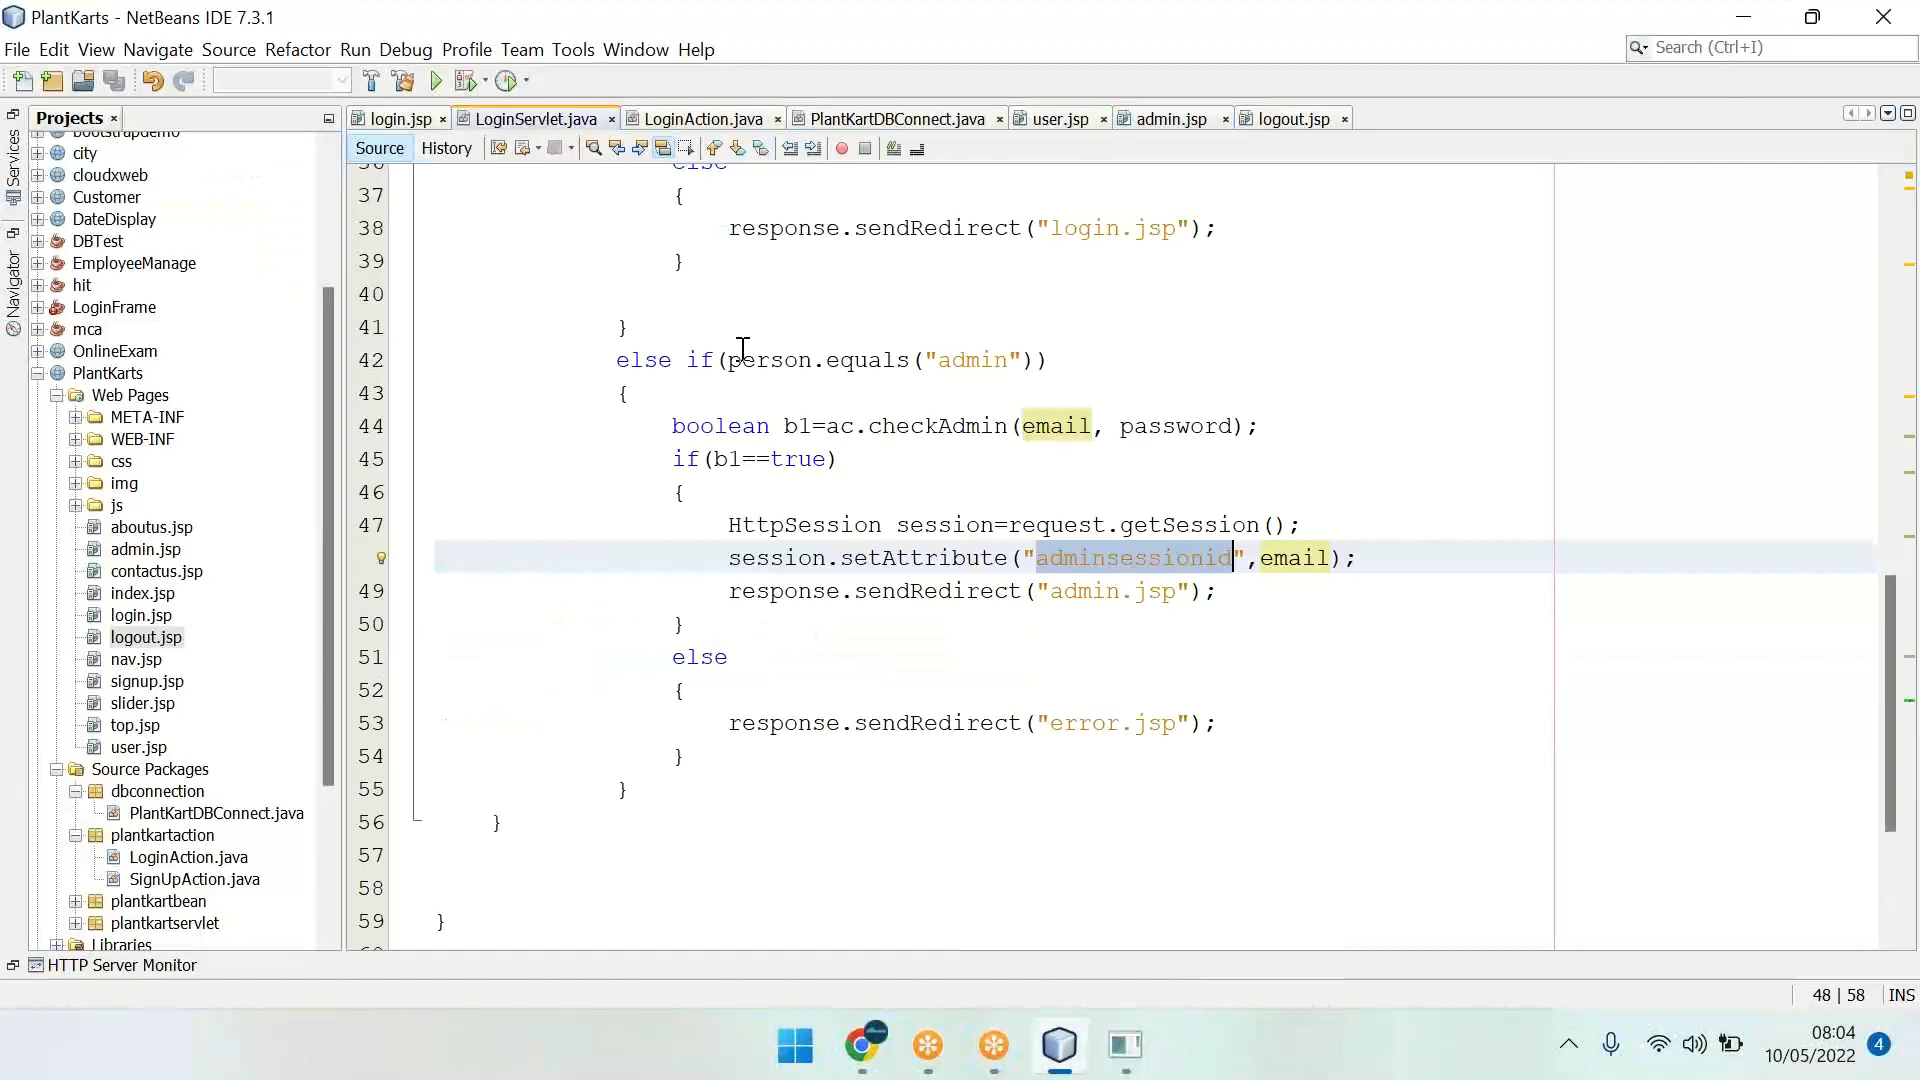 PlantKarts - NetBeans IDE 7.3.1
File Edit View Navigate Source Refactor Run Debug Profile Team Tools Window Help
Search (Ctrl+I)
Services
Navigator
Projects
bootstrapdemo
city
cloudxweb
Customer
DateDisplay
DBTest
EmployeeManage
hit
LoginFrame
mca
OnlineExam
PlantKarts
Web Pages
META-INF
WEB-INF
css
img
js
aboutus.jsp
admin.jsp
contactus.jsp
index.jsp
login.jsp
logout.jsp
nav.jsp
signup.jsp
slider.jsp
top.jsp
user.jsp
Source Packages
dbconnection
PlantKartDBConnect.java
plantkartaction
LoginAction.java
SignUpAction.java
plantkartbean
plantkartservlet
Libraries
login.jsp LoginServlet.java LoginAction.java PlantKartDBConnect.java user.jsp admin.jsp logout.jsp
Source History
36 else
37 {
38 response.sendRedirect("login.jsp");
39 }
40
41 }
42 else if(person.equals("admin"))
43 {
44 boolean b1=ac.checkAdmin(email, password);
45 if(b1==true)
46 {
47 HttpSession session=request.getSession();
session.setAttribute("adminsessionid",email);
49 response.sendRedirect("admin.jsp");
50 }
51 else
52 {
53 response.sendRedirect("error.jsp");
54 }
55 }
56 }
57
58
59 }
HTTP Server Monitor
48 | 58 INS
08:04
10/05/2022
4